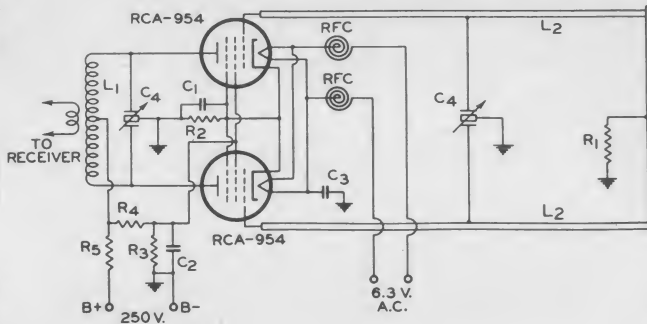 RCA-954
RFC
L2
RFC
L1
C4
C1
C4
R2
R1
TO
RECEIVER
C3
R4
L2
RCA-954
R5
R3
C2
B+
B-
250 V.
6.3 V.
A.C.